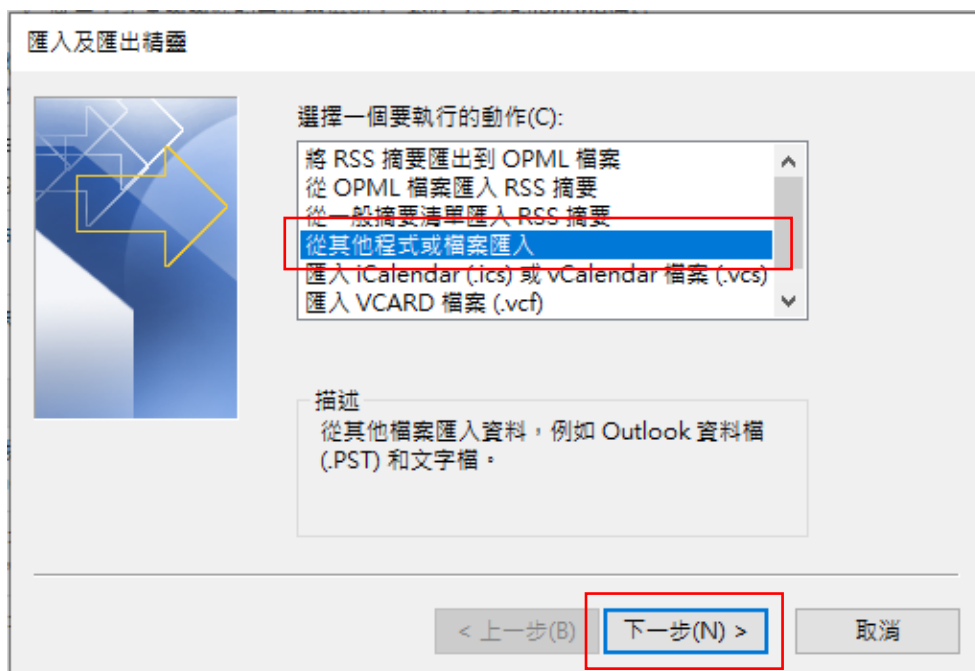 匯入及匯出精靈
選擇一個要執行的動作(C):
將 RSS 摘要匯出到 OPML 檔案
從 OPML 檔案匯入 RSS 摘要
從一般摘要清單匯入 RSS 摘要
從其他程式或檔案匯入
匯入 iCalendar (.ics) 或 vCalendar 檔案 (.vcs)
匯入 VCARD 檔案 (.vcf)
描述
從其他檔案匯入資料，例如 Outlook 資料檔
(.PST) 和文字檔。
< 上一步(B)
下一步(N) >
取消